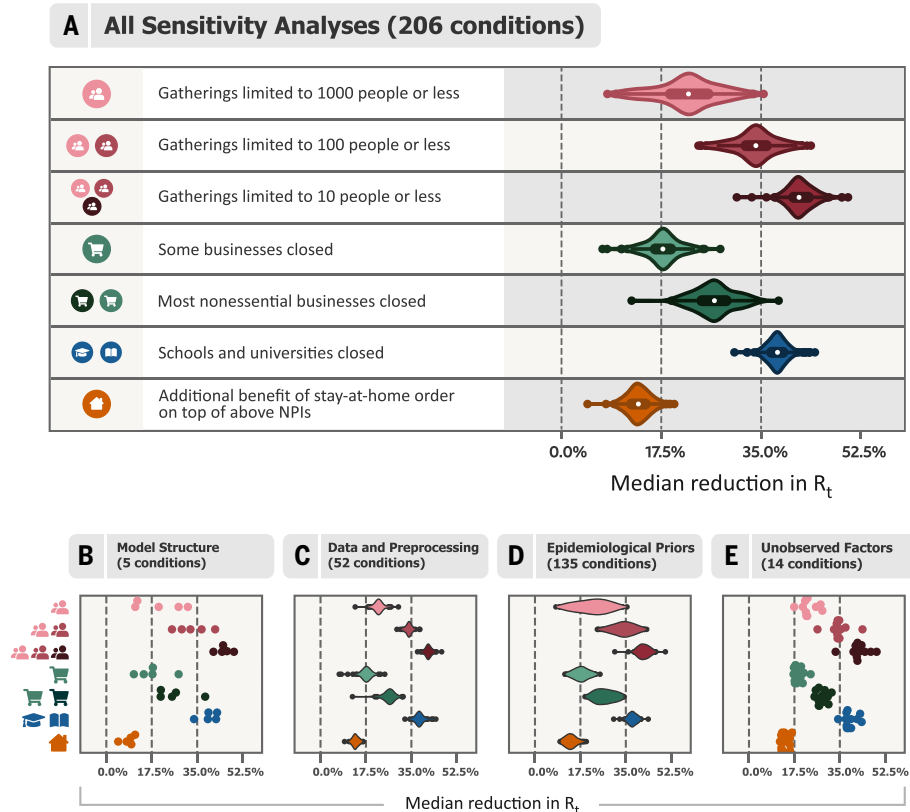 A All Sensitivity Analyses (206 conditions)
Gatherings limited to 1000 people or less
Gatherings limited to 100 people or less
Gatherings limited to 10 people or less
Some businesses closed
Most nonessential businesses closed
Schools and universities closed
Additional benefit of stay-at-home order
on top of above NPIs
0.0% 17.5% 35.0% 52.5%
Median reduction in Rt
B Model Structure
(5 conditions)
C Data and Preprocessing
(52 conditions)
D Epidemiological Priors
(135 conditions)
E Unobserved Factors
(14 conditions)
0.0% 17.5% 35.0% 52.5%
0.0% 17.5% 35.0% 52.5%
0.0% 17.5% 35.0% 52.5%
0.0% 17.5% 35.0% 52.5%
Median reduction in Rt